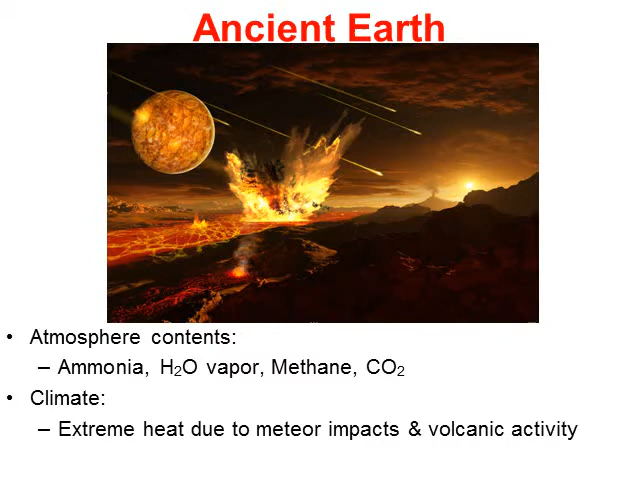 Ancient Earth
• Atmosphere contents:
– Ammonia, H₂O vapor, Methane, CO₂
• Climate:
– Extreme heat due to meteor impacts & volcanic activity